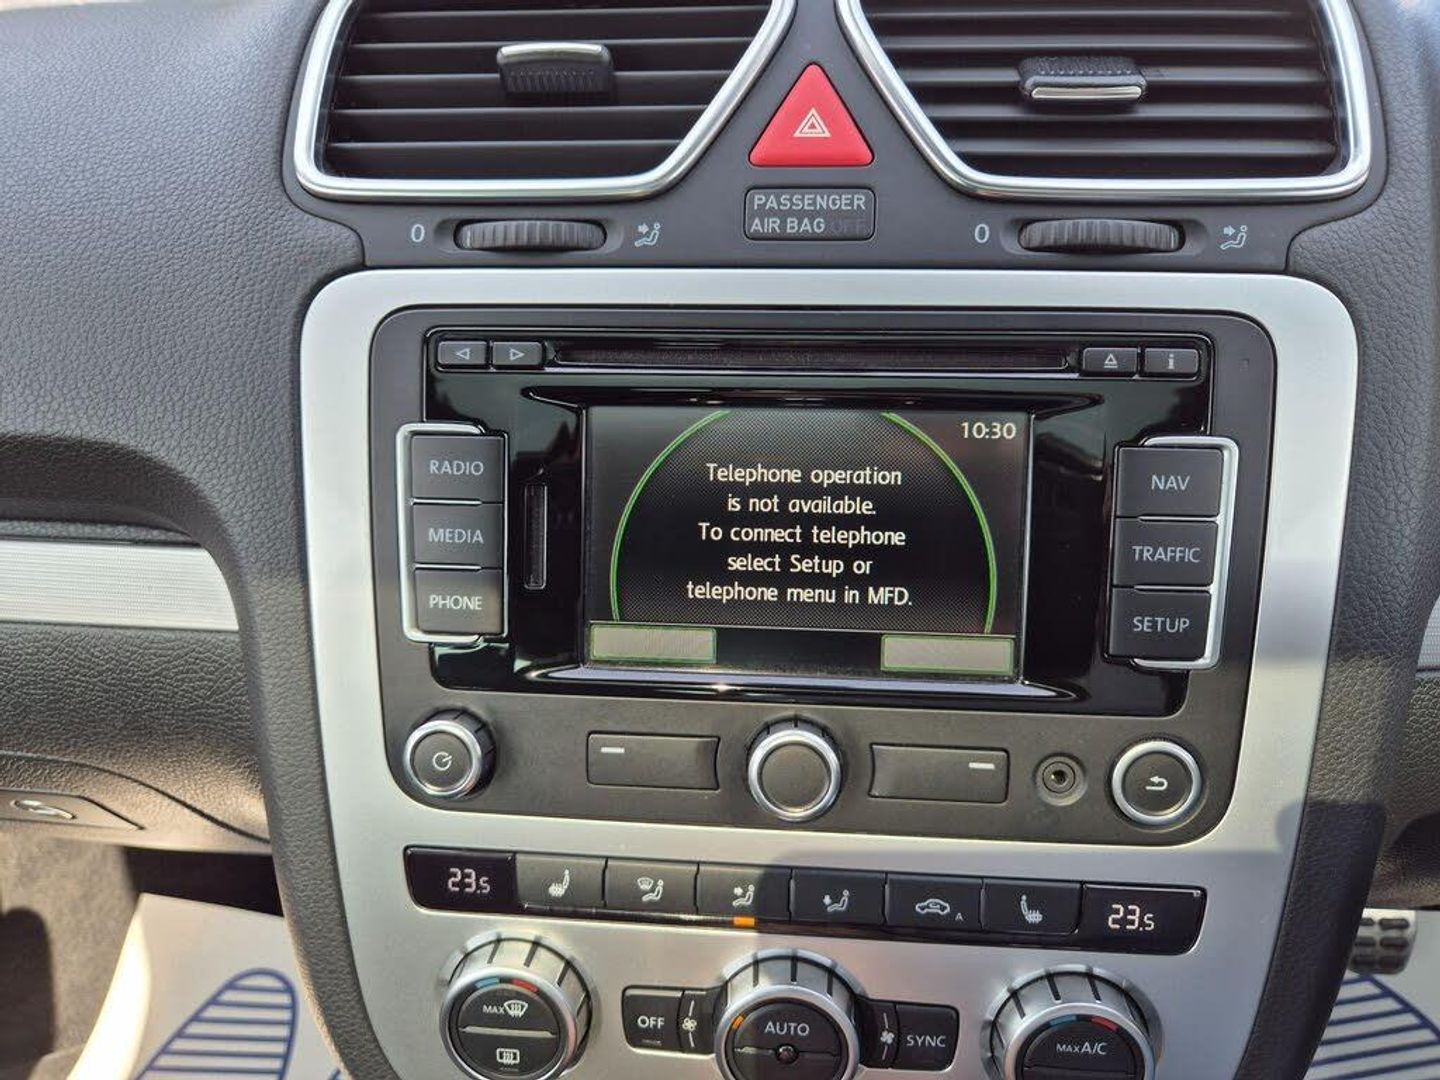 PASSENGER
AIR BAG OFF
0
0
10:30
Telephone operation
is not available.
To connect telephone
select Setup or
telephone menu in MFD.
RADIO
MEDIA
PHONE
NAV
TRAFFIC
SETUP
23.5
A
23.5
MAX
OFF
AUTO
SYNC
MAX A/C